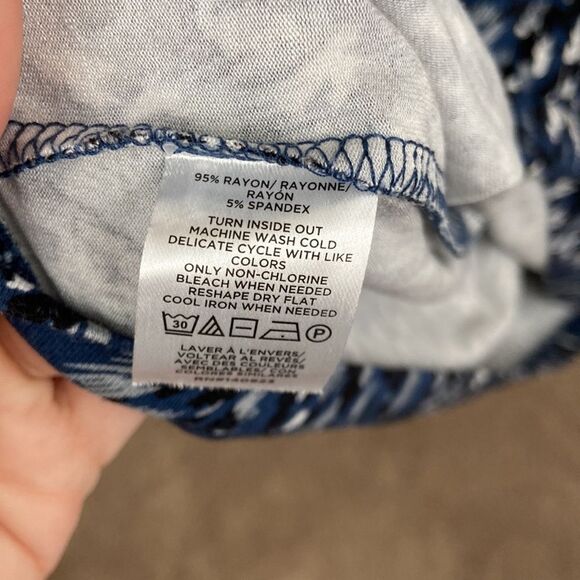 95% RAYON/ RAYONNE/
RAYÓN
5% SPANDEX
TURN INSIDE OUT
MACHINE WASH COLD
DELICATE CYCLE WITH LIKE
COLORS
ONLY NON-CHLORINE
BLEACH WHEN NEEDED
RESHAPE DRY FLAT
COOL IRON WHEN NEEDED
30 P
LAVER À L'ENVERS/
VOLTEAR AL REVÉS/
AVEC DES COULEURS
SEMBLABLES/ CON
COLORES SIMILARES